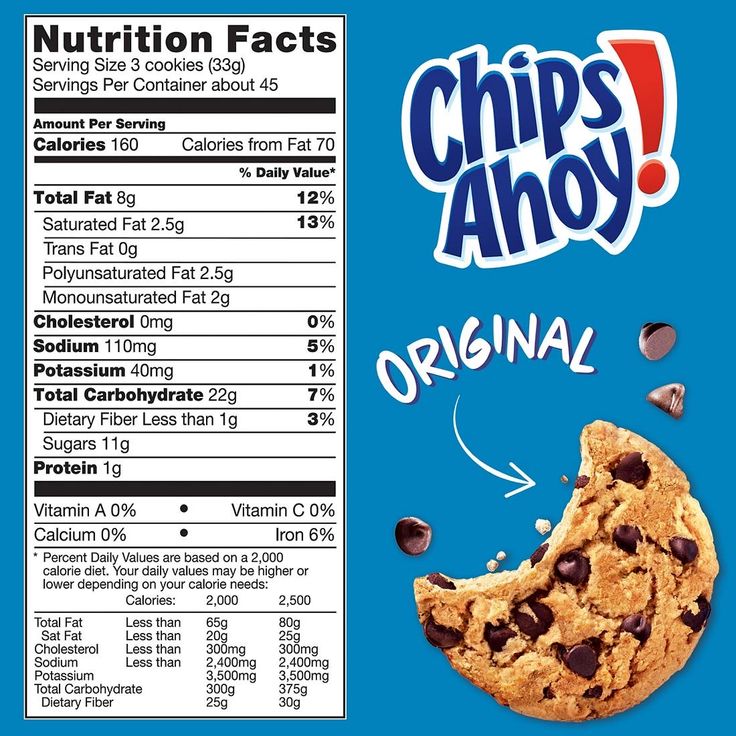 Nutrition Facts
Serving Size 3 cookies (33g)
Servings Per Container about 45
Amount Per Serving
Calories 160 Calories from Fat 70
% Daily Value*
Total Fat 8g 12%
Saturated Fat 2.5g 13%
Trans Fat 0g
Polyunsaturated Fat 2.5g
Monounsaturated Fat 2g
Cholesterol 0mg 0%
Sodium 110mg 5%
Potassium 40mg 1%
Total Carbohydrate 22g 7%
Dietary Fiber Less than 1g 3%
Sugars 11g
Protein 1g
Vitamin A 0% • Vitamin C 0%
Calcium 0% • Iron 6%
* Percent Daily Values are based on a 2,000
calorie diet. Your daily values may be higher or
lower depending on your calorie needs:
Calories: 2,000 2,500
Total Fat Less than 65g 80g
Sat Fat Less than 20g 25g
Cholesterol Less than 300mg 300mg
Sodium Less than 2,400mg 2,400mg
Potassium 3,500mg 3,500mg
Total Carbohydrate 300g 375g
Dietary Fiber 25g 30g
Chips
Ahoy!
ORIGINAL